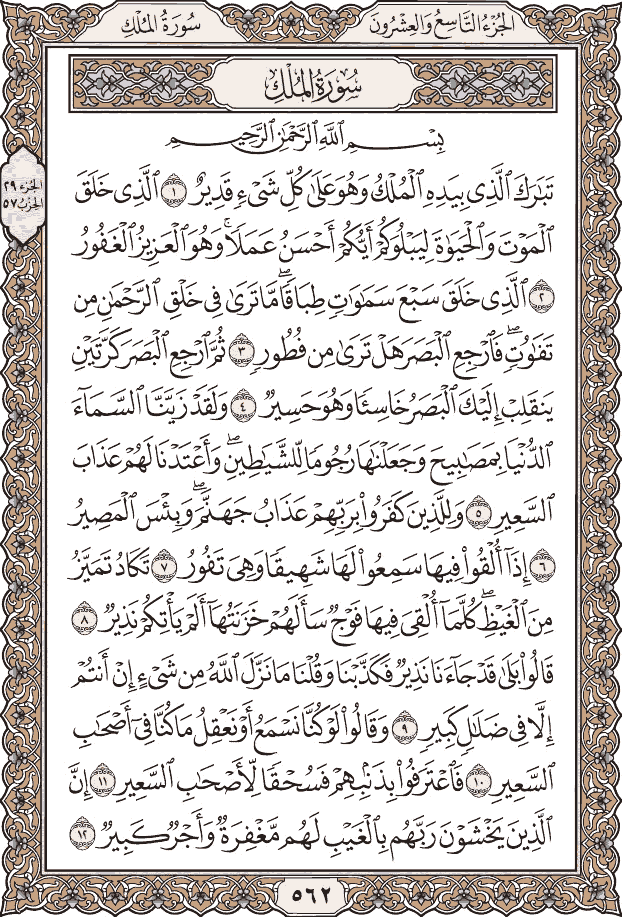 الجُزْءُ التَّاسِعُ وَالعِشْرُونَ
سُورَةُ المُلْكِ
الجزء ٢٩
الحزب ٥٧
سُورَةُ المُلْكِ
بِسْمِ اللَّهِ الرَّحْمَٰنِ الرَّحِيمِ
تَبَٰرَكَ ٱلَّذِى بِيَدِهِ ٱلْمُلْكُ وَهُوَ عَلَىٰ كُلِّ شَىْءٍ قَدِيرٌ ١ ٱلَّذِى خَلَقَ
ٱلْمَوْتَ وَٱلْحَيَوٰةَ لِيَبْلُوَكُمْ أَيُّكُمْ أَحْسَنُ عَمَلًا ۚ وَهُوَ ٱلْعَزِيزُ ٱلْغَفُورُ
٢ ٱلَّذِى خَلَقَ سَبْعَ سَمَٰوَٰتٍ طِبَاقًا ۖ مَّا تَرَىٰ فِى خَلْقِ ٱلرَّحْمَٰنِ مِن
تَفَٰوُتٍ ۖ فَٱرْجِعِ ٱلْبَصَرَ هَلْ تَرَىٰ مِن فُطُورٍ ٣ ثُمَّ ٱرْجِعِ ٱلْبَصَرَ كَرَّتَيْنِ
يَنقَلِبْ إِلَيْكَ ٱلْبَصَرُ خَاسِئًا وَهُوَ حَسِيرٌ ٤ وَلَقَدْ زَيَّنَّا ٱلسَّمَآءَ
ٱلدُّنْيَا بِمَصَٰبِيحَ وَجَعَلْنَٰهَا رُجُومًا لِّلشَّيَٰطِينِ ۖ وَأَعْتَدْنَا لَهُمْ عَذَابَ
ٱلسَّعِيرِ ٥ وَلِلَّذِينَ كَفَرُوا۟ بِرَبِّهِمْ عَذَابُ جَهَنَّمَ ۖ وَبِئْسَ ٱلْمَصِيرُ
٦ إِذَآ أُلْقُوا۟ فِيهَا سَمِعُوا۟ لَهَا شَهِيقًا وَهِىَ تَفُورُ ٧ تَكَادُ تَمَيَّزُ
مِنَ ٱلْغَيْظِ ۖ كُلَّمَآ أُلْقِىَ فِيهَا فَوْجٌ سَأَلَهُمْ خَزَنَتُهَآ أَلَمْ يَأْتِكُمْ نَذِيرٌ ٨
قَالُوا۟ بَلَىٰ قَدْ جَآءَنَا نَذِيرٌ فَكَذَّبْنَا وَقُلْنَا مَا نَزَّلَ ٱللَّهُ مِن شَىْءٍ إِنْ أَنتُمْ
إِلَّا فِى ضَلَٰلٍ كَبِيرٍ ٩ وَقَالُوا۟ لَوْ كُنَّا نَسْمَعُ أَوْ نَعْقِلُ مَا كُنَّا فِىٓ أَصْحَٰبِ
ٱلسَّعِيرِ ١٠ فَٱعْتَرَفُوا۟ بِذَنۢبِهِمْ فَسُحْقًا لِّأَصْحَٰبِ ٱلسَّعِيرِ ١١ إِنَّ
ٱلَّذِينَ يَخْشَوْنَ رَبَّهُم بِٱلْغَيْبِ لَهُم مَّغْفِرَةٌ وَأَجْرٌ كَبِيرٌ ١٢
٥٦٢